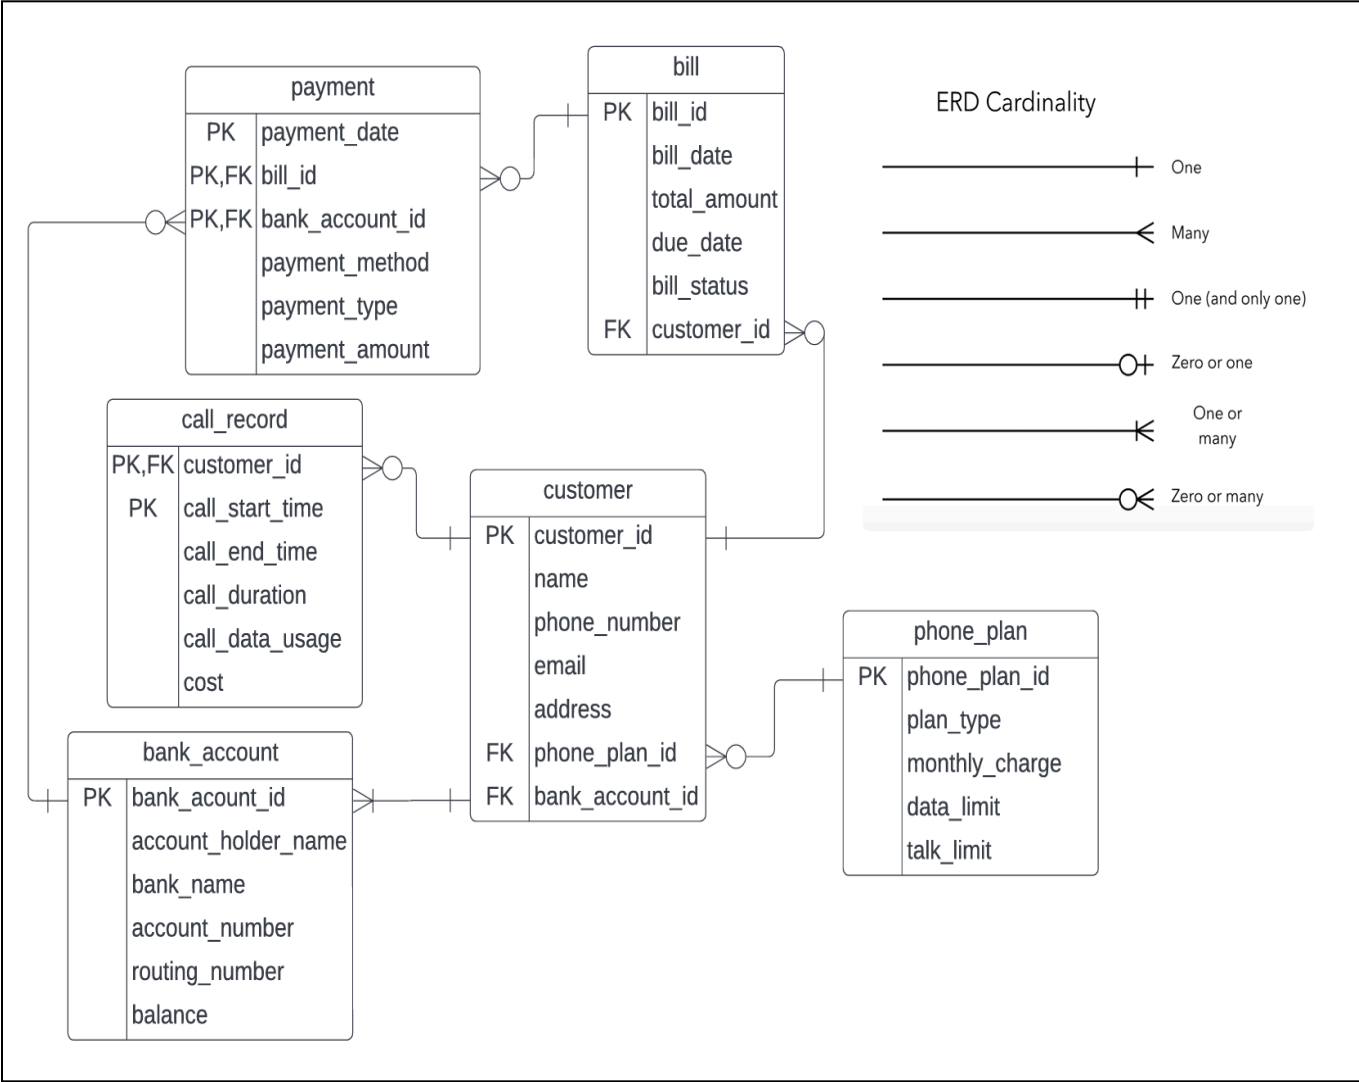 payment
PK payment_date
PK,FK bill_id
PK,FK bank_account_id
payment_method
payment_type
payment_amount
bill
PK bill_id
bill_date
total_amount
due_date
bill_status
FK customer_id
ERD Cardinality
One
Many
One (and only one)
Zero or one
One or
many
Zero or many
call_record
PK,FK customer_id
PK call_start_time
call_end_time
call_duration
call_data_usage
cost
customer
PK customer_id
name
phone_number
email
address
FK phone_plan_id
FK bank_account_id
phone_plan
PK phone_plan_id
plan_type
monthly_charge
data_limit
talk_limit
bank_account
PK bank_acount_id
account_holder_name
bank_name
account_number
routing_number
balance